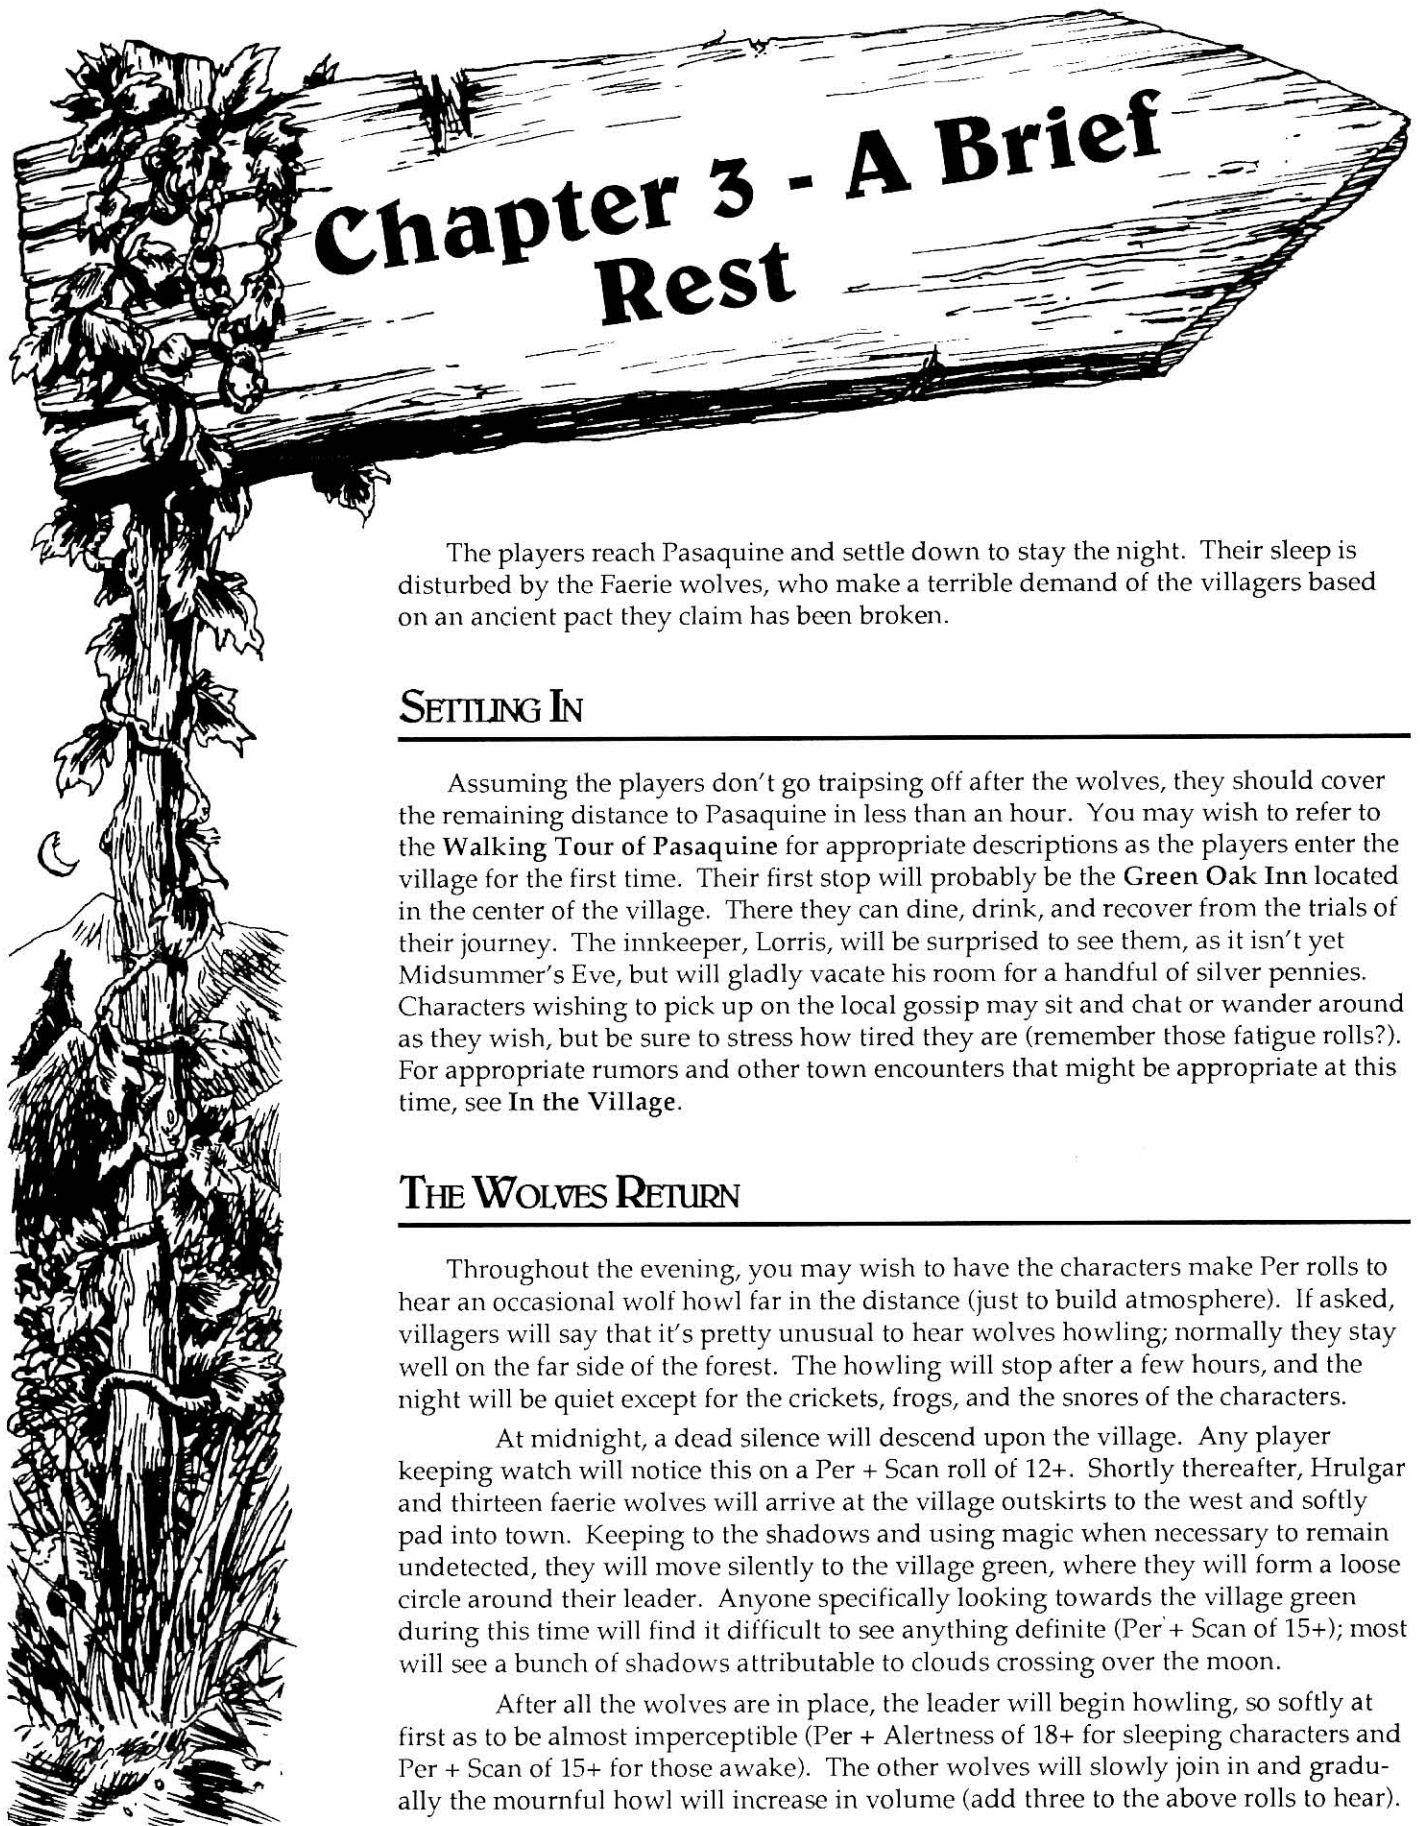 Chapter 3 - A Brief
Rest
The players reach Pasaquine and settle down to stay the night. Their sleep is
disturbed by the Faerie wolves, who make a terrible demand of the villagers based
on an ancient pact they claim has been broken.
SETTLING IN
Assuming the players don't go traipsing off after the wolves, they should cover
the remaining distance to Pasaquine in less than an hour. You may wish to refer to
the Walking Tour of Pasaquine for appropriate descriptions as the players enter the
village for the first time. Their first stop will probably be the Green Oak Inn located
in the center of the village. There they can dine, drink, and recover from the trials of
their journey. The innkeeper, Lorris, will be surprised to see them, as it isn't yet
Midsummer's Eve, but will gladly vacate his room for a handful of silver pennies.
Characters wishing to pick up on the local gossip may sit and chat or wander around
as they wish, but be sure to stress how tired they are (remember those fatigue rolls?).
For appropriate rumors and other town encounters that might be appropriate at this
time, see In the Village.
THE WOLVES RETURN
Throughout the evening, you may wish to have the characters make Per rolls to
hear an occasional wolf howl far in the distance (just to build atmosphere). If asked,
villagers will say that it's pretty unusual to hear wolves howling; normally they stay
well on the far side of the forest. The howling will stop after a few hours, and the
night will be quiet except for the crickets, frogs, and the snores of the characters.
At midnight, a dead silence will descend upon the village. Any player
keeping watch will notice this on a Per + Scan roll of 12+. Shortly thereafter, Hrulgar
and thirteen faerie wolves will arrive at the village outskirts to the west and softly
pad into town. Keeping to the shadows and using magic when necessary to remain
undetected, they will move silently to the village green, where they will form a loose
circle around their leader. Anyone specifically looking towards the village green
during this time will find it difficult to see anything definite (Per + Scan of 15+); most
will see a bunch of shadows attributable to clouds crossing over the moon.
After all the wolves are in place, the leader will begin howling, so softly at
first as to be almost imperceptible (Per + Alertness of 18+ for sleeping characters and
Per + Scan of 15+ for those awake). The other wolves will slowly join in and gradu-
ally the mournful howl will increase in volume (add three to the above rolls to hear).